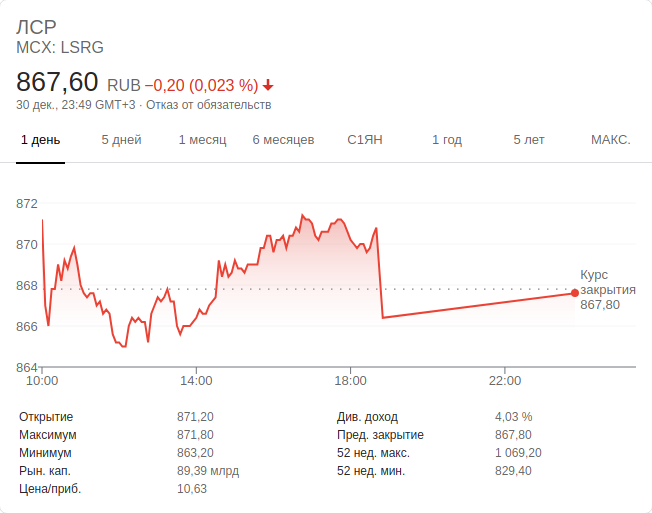 ЛСР
MCX: LSRG
867,60 RUB −0,20 (0,023 %)
30 дек., 23:49 GMT+3 · Отказ от обязательств
1 день 5 дней 1 месяц 6 месяцев С1ЯН 1 год 5 лет МАКС.
872
870
868
866
864
Курс
закрытия
867,80
10:00 14:00 18:00 22:00
Открытие 871,20 Див. доход 4,03 %
Максимум 871,80 Пред. закрытие 867,80
Минимум 863,20 52 нед. макс. 1 069,20
Рын. кап. 89,39 млрд 52 нед. мин. 829,40
Цена/приб. 10,63